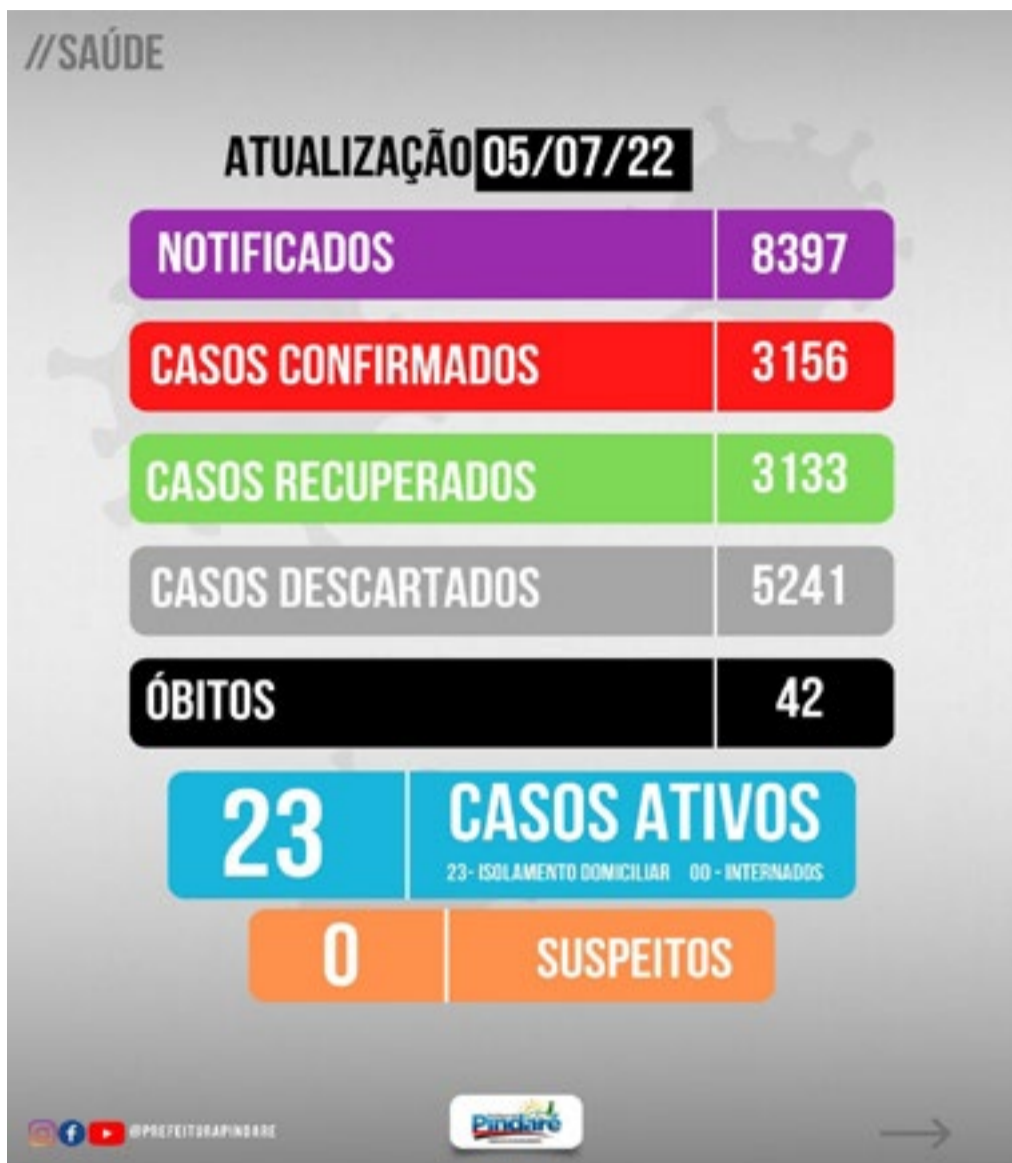 //SAÚDE
ATUALIZAÇÃO 05/07/22
NOTIFICADOS 8397
CASOS CONFIRMADOS 3156
CASOS RECUPERADOS 3133
CASOS DESCARTADOS 5241
ÓBITOS 42
23 CASOS ATIVOS
23- ISOLAMENTO DOMICILIAR 00 - INTERNADOS
0 SUSPEITOS
@PREFEITURAPINDARE
Pindaré